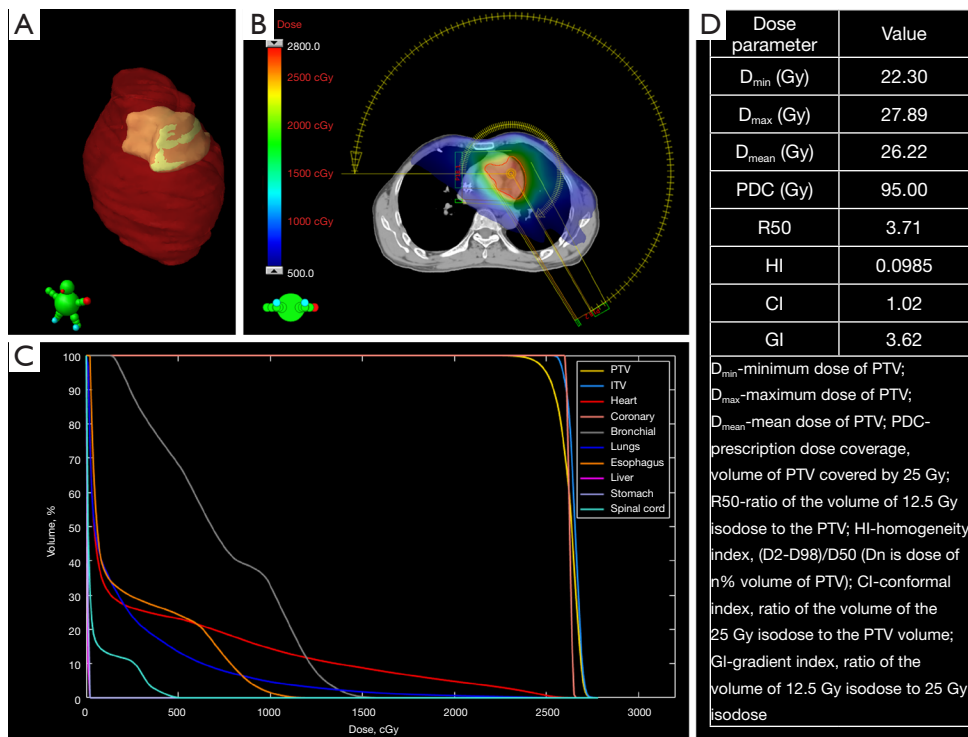 A
B
Dose
2800.0
2500 cGy
2000 cGy
1500 cGy
1000 cGy
500.0
C
100
90
80
70
60
50
40
30
20
10
0
Volume, %
0
500
1000
1500
2000
2500
3000
Dose, cGy
PTV
ITV
Heart
Coronary
Bronchial
Lungs
Esophagus
Liver
Stomach
Spinal cord
D
Dose parameter Value
Dmin (Gy) 22.30
Dmax (Gy) 27.89
Dmean (Gy) 26.22
PDC (Gy) 95.00
R50 3.71
HI 0.0985
CI 1.02
GI 3.62
Dmin-minimum dose of PTV;
Dmax-maximum dose of PTV;
Dmean-mean dose of PTV; PDC-
prescription dose coverage,
volume of PTV covered by 25 Gy;
R50-ratio of the volume of 12.5 Gy
isodose to the PTV; HI-homogeneity
index, (D2-D98)/D50 (Dn is dose of
n% volume of PTV); CI-conformal
index, ratio of the volume of the
25 Gy isodose to the PTV volume;
GI-gradient index, ratio of the
volume of 12.5 Gy isodose to 25 Gy
isodose